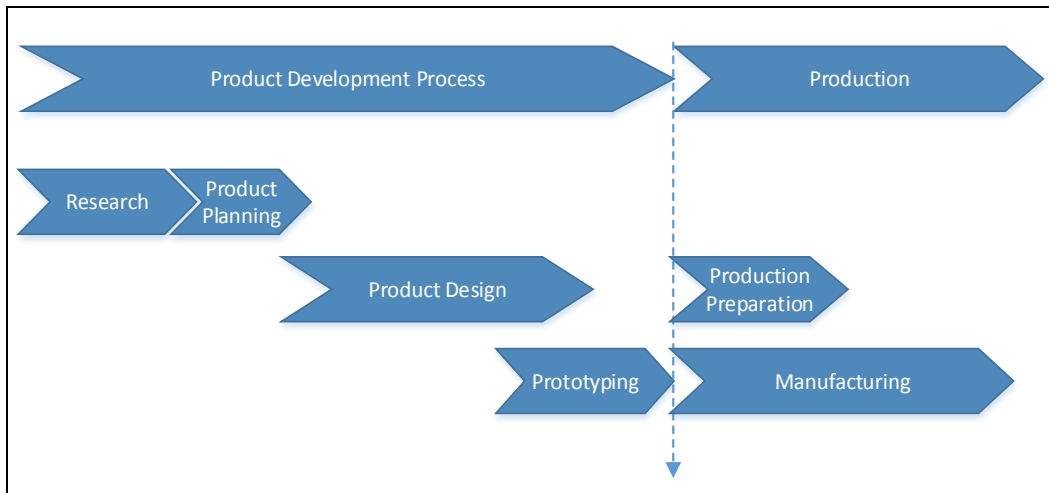 Product Development Process
Production
Research
Product
Planning
Product Design
Production
Preparation
Prototyping
Manufacturing